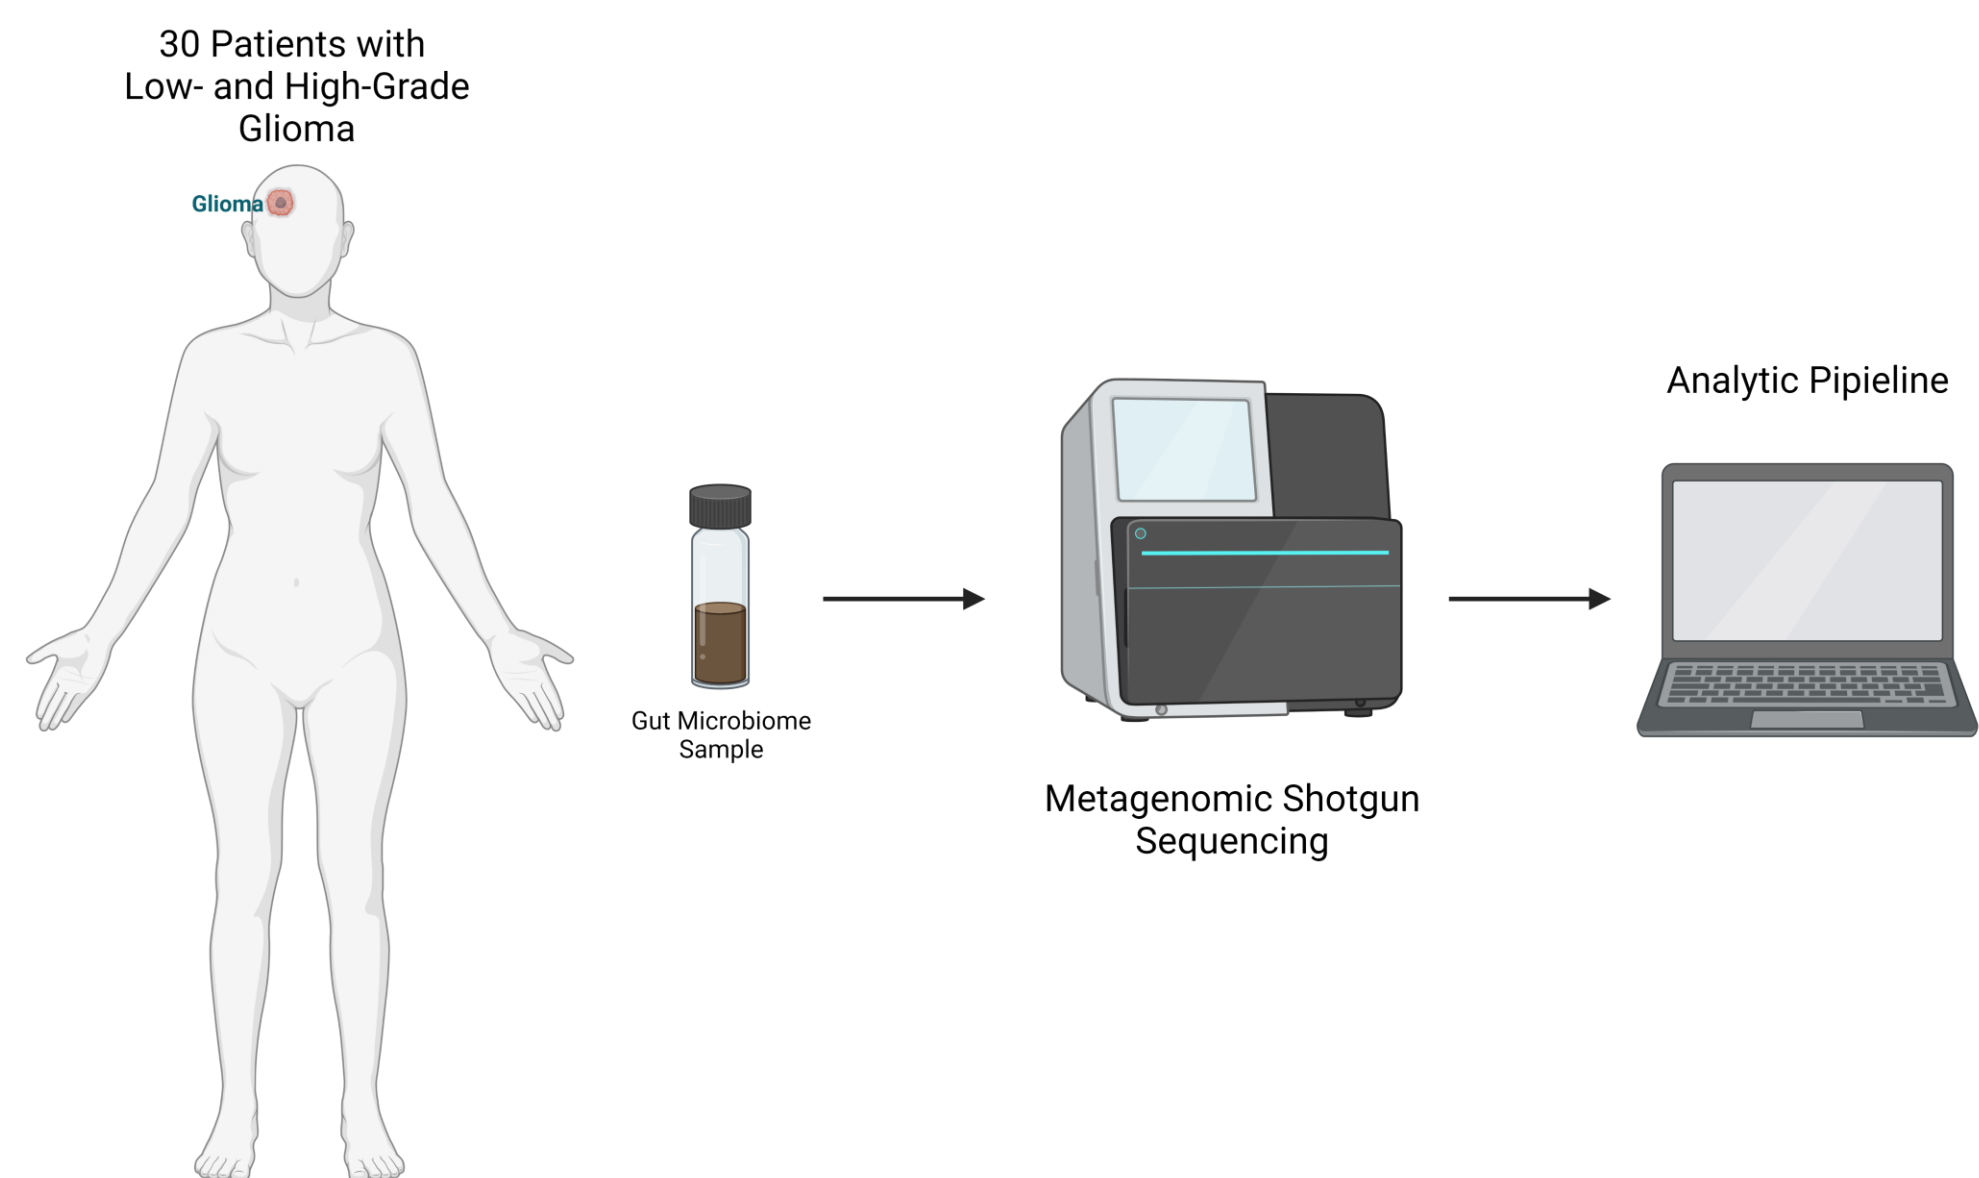 30 Patients with
Low- and High-Grade
Glioma
Glioma
Gut Microbiome
Sample
Metagenomic Shotgun
Sequencing
Analytic Pipieline